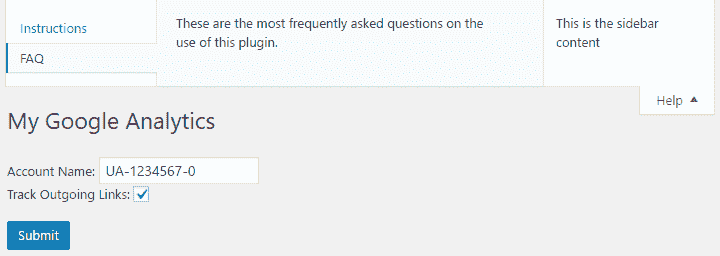 Instructions
FAQ
These are the most frequently asked questions on the
use of this plugin.
This is the sidebar
content
Help
My Google Analytics
Account Name: UA-1234567-0
Track Outgoing Links:
Submit